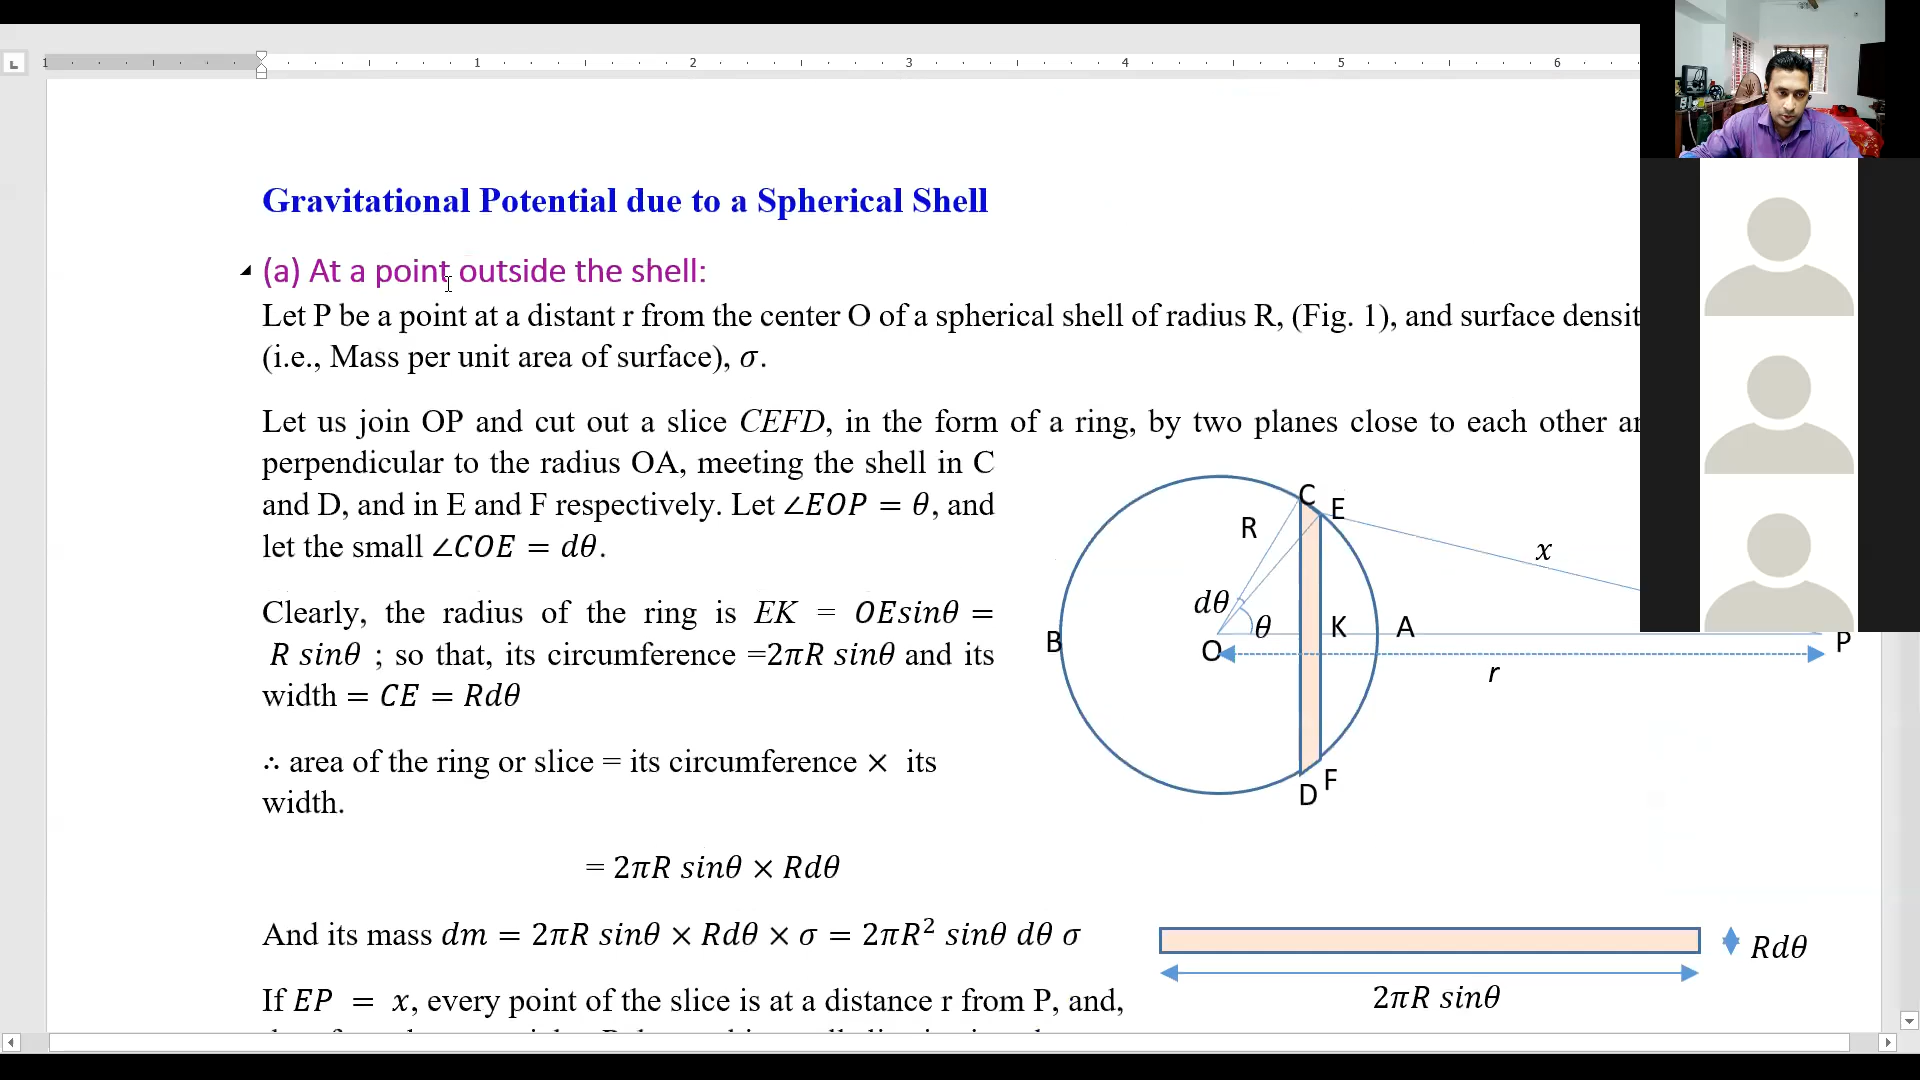 1 1 2 3 4 5 6
Gravitational Potential due to a Spherical Shell
(a) At a point outside the shell:
Let P be a point at a distant r from the center O of a spherical shell of radius R, (Fig. 1), and surface densit
(i.e., Mass per unit area of surface), σ.
Let us join OP and cut out a slice CEFD, in the form of a ring, by two planes close to each other
perpendicular to the radius OA, meeting the shell in C
and D, and in E and F respectively. Let ∠EOP = θ, and
let the small ∠COE = dθ.
Clearly, the radius of the ring is EK = OEsinθ =
R sinθ ; so that, its circumference =2πR sinθ and its
width = CE = Rdθ
∴ area of the ring or slice = its circumference × its
width.
= 2πR sinθ × Rdθ
And its mass dm = 2πR sinθ × Rdθ × σ = 2πR² sinθ dθ σ
If EP = x, every point of the slice is at a distance r from P, and,
C
E
R
x
dθ
θ
K
A
B
O
P
r
F
D
Rdθ
2πR sinθ